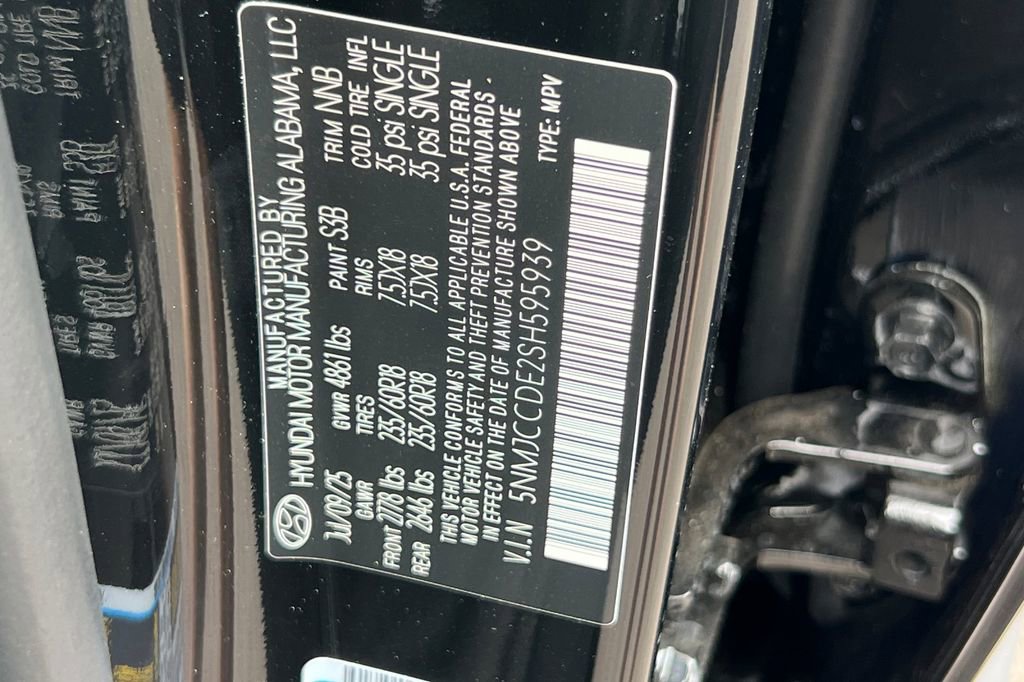 MANUFACTURED BY
HYUNDAI MOTOR MANUFACTURING ALABAMA, LLC
JU/09/25 GVWR 4861 lbs PAINT S3B TRIM NNB
GAWR TIRES RIMS COLD TIRE INFL
FRONT 2778 lbs 235/60R18 7.5JX18 35 psi SINGLE
REAR 2646 lbs 235/60R18 7.5JX18 35 psi SINGLE
THIS VEHICLE CONFORMS TO ALL APPLICABLE U.S.A. FEDERAL
MOTOR VEHICLE SAFETY AND THEFT PREVENTION STANDARDS
IN EFFECT ON THE DATE OF MANUFACTURE SHOWN ABOVE
V.I.N 5NMJCCDE2SH595939 TYPE: MPV